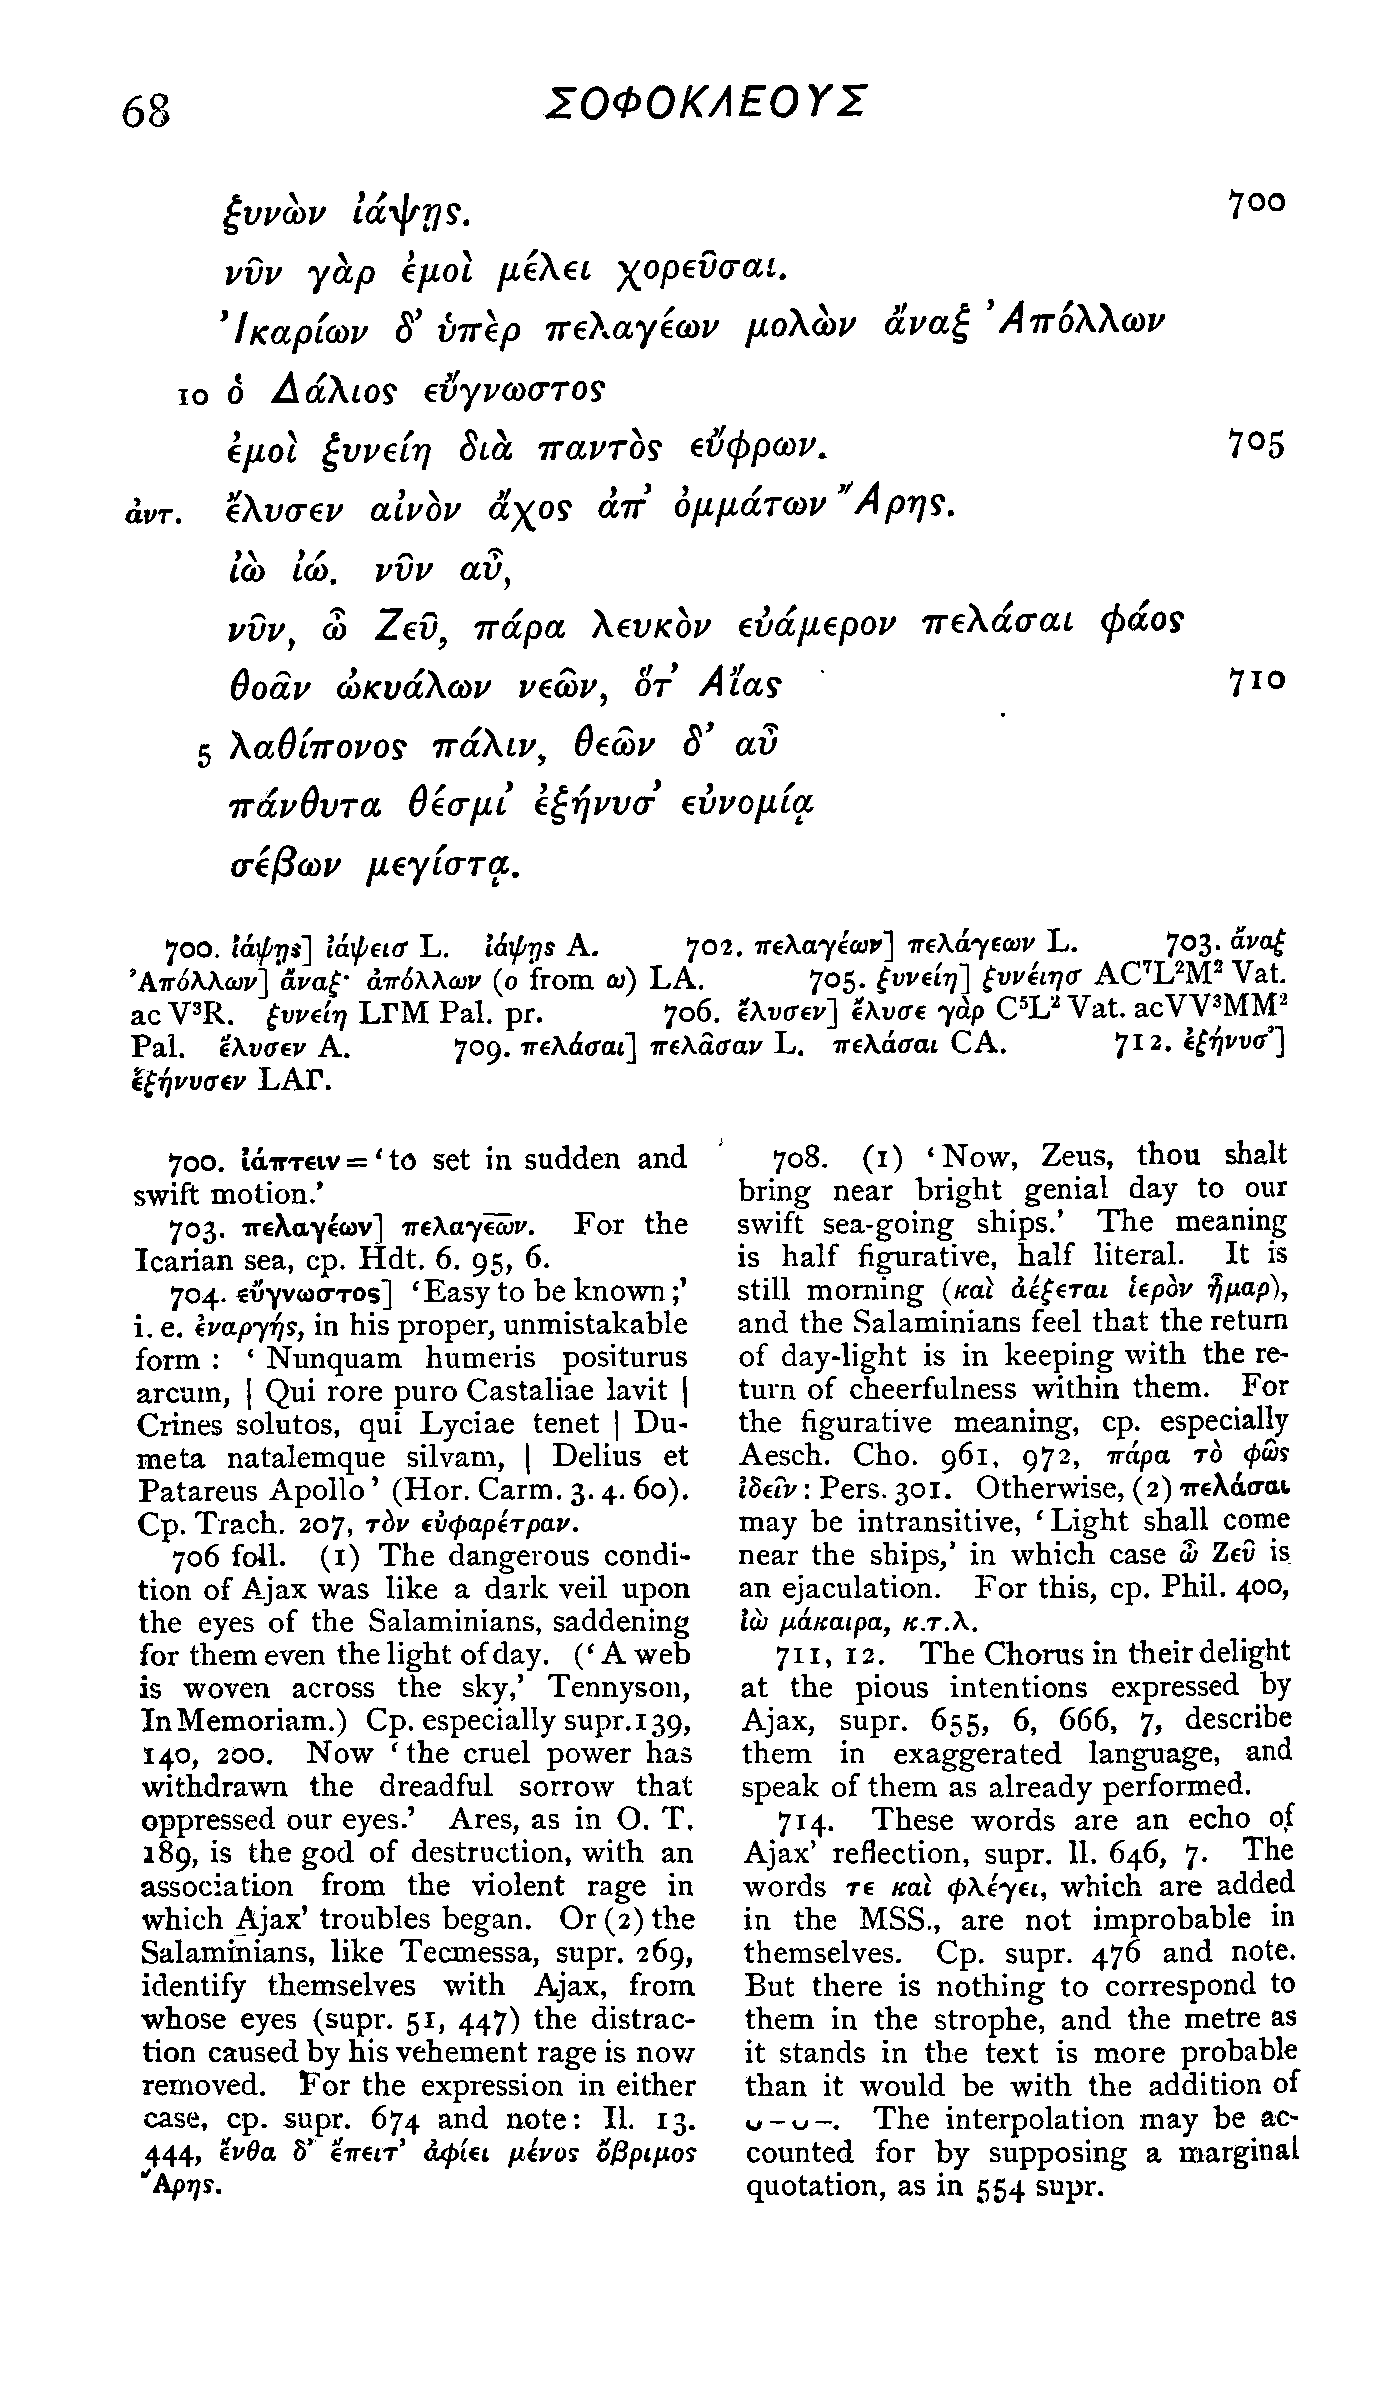 68 ΣΟΦΟΚΛΕΟΥΣ
ξυνὼν ἰάψῃς. 700
νῦν γὰρ ἐμοὶ μέλει χορεῦσαι.
Ἰκαρίων δ’ ὑπὲρ πελαγέων μολὼν ἄναξ Ἀπόλλων
10 ὁ Δάλιος εὔγνωστος
ἐμοὶ ξυνείη διὰ παντὸς εὔφρων. 705
ἀντ. ἔλυσεν αἰνὸν ἄχος ἀπ’ ὀμμάτων Ἄρης.
ἰὼ ἰώ. νῦν αὖ,
νῦν, ὦ Ζεῦ, πάρα λευκὸν εὐάμερον πελάσαι φάος
θοᾶν ὠκυάλων νεῶν, ὅτ’ Αἴας 710
5 λαθίπονος πάλιν, θεῶν δ’ αὖ
πάνθυτα θέσμι’ ἐξήνυσ’ εὐνομίᾳ
σέβων μεγίστᾳ.
700. ἰάψῃς] ἰάψεισ L. ἰάψῃς A. 702. πελαγέων] πελάγεων L. 703. ἄναξ
Ἀπόλλων] ἄναξ· ἀπόλλων (ο from ω) LA. 705. ξυνείη] ξυνέιησ AC⁷L²M² Vat.
ac V³R. ξυνείη LΓM Pal. pr. 706. ἔλυσεν] ἔλυσε γὰρ C⁵L² Vat. acVV³MM²
Pal. ἔλυσεν A. 709. πελάσαι] πελᾶσαν L. πελάσαι CA. 712. ἐξήνυσ’]
ἐξήνυσεν LAΓ.
700. ἰάπτειν = ‘to set in sudden and
swift motion.’
703. πελαγέων] πελαγέων. For the
Icarian sea, cp. Hdt. 6. 95, 6.
704. εὔγνωστος] ‘Easy to be known;’
i. e. ἐναργής, in his proper, unmistakable
form : ‘ Nunquam humeris positurus
arcum, | Qui rore puro Castaliae lavit |
Crines solutos, qui Lyciae tenet | Du-
meta natalemque silvam, | Delius et
Patareus Apollo’ (Hor. Carm. 3. 4. 60).
Cp. Trach. 207, τὸν εὐφαρέτραν.
706 foll. (1) The dangerous condi-
tion of Ajax was like a dark veil upon
the eyes of the Salaminians, saddening
for them even the light of day. (‘ A web
is woven across the sky,’ Tennyson,
In Memoriam.) Cp. especially supr. 139,
140, 200. Now ‘the cruel power has
withdrawn the dreadful sorrow that
oppressed our eyes.’ Ares, as in O. T.
189, is the god of destruction, with an
association from the violent rage in
which Ajax’ troubles began. Or (2) the
Salaminians, like Tecmessa, supr. 269,
identify themselves with Ajax, from
whose eyes (supr. 51, 447) the distrac-
tion caused by his vehement rage is now
removed. For the expression in either
case, cp. supr. 674 and note: Il. 13.
444, ἔνθα δ’ ἔπειτ’ ἀφίει μένος ὄβριμος
Ἄρης.
708. (1) ‘Now, Zeus, thou shalt
bring near bright genial day to our
swift sea-going ships.’ The meaning
is half figurative, half literal. It is
still morning (καὶ ἀέξεται ἱερὸν ἦμαρ),
and the Salaminians feel that the return
of day-light is in keeping with the re-
turn of cheerfulness within them. For
the figurative meaning, cp. especially
Aesch. Cho. 961, 972, πάρα τὸ φῶς
ἰδεῖν: Pers. 301. Otherwise, (2) πελάσαι
may be intransitive, ‘Light shall come
near the ships,’ in which case ὦ Ζεῦ is
an ejaculation. For this, cp. Phil. 400,
ἰὼ μάκαιρα, κ.τ.λ.
711, 12. The Chorus in their delight
at the pious intentions expressed by
Ajax, supr. 655, 6, 666, 7, describe
them in exaggerated language, and
speak of them as already performed.
714. These words are an echo of
Ajax’ reflection, supr. ll. 646, 7. The
words τε καὶ φλέγει, which are added
in the MSS., are not improbable in
themselves. Cp. supr. 476 and note.
But there is nothing to correspond to
them in the strophe, and the metre as
it stands in the text is more probable
than it would be with the addition of
⏑ – ⏑ –. The interpolation may be ac-
counted for by supposing a marginal
quotation, as in 554 supr.